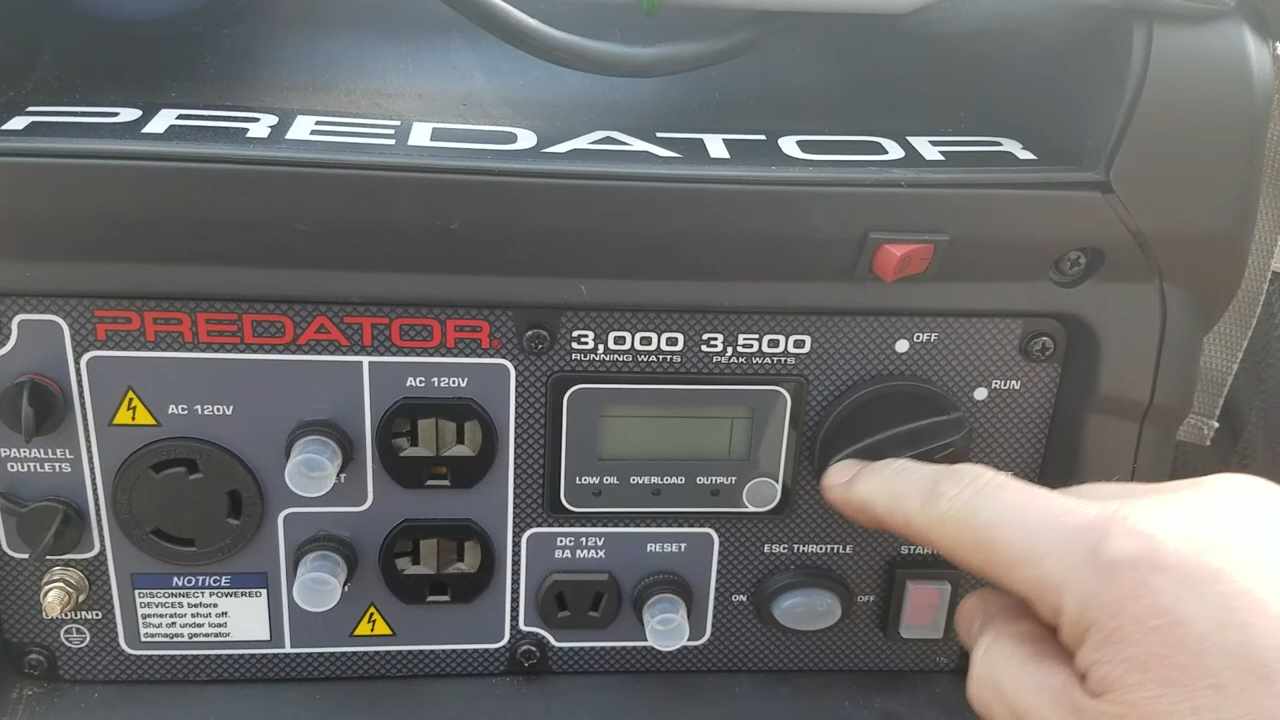 PREDATOR
PREDATOR®
3,000 3,500
RUNNING WATTS PEAK WATTS
OFF
RUN
AC 120V
AC 120V
PARALLEL
OUTLETS
LOW OIL OVERLOAD OUTPUT
DC 12V
8A MAX
RESET
ESC THROTTLE
ON
OFF
NOTICE
DISCONNECT POWERED
DEVICES before
generator shut off.
Shut off under load
damages generator.
GROUND